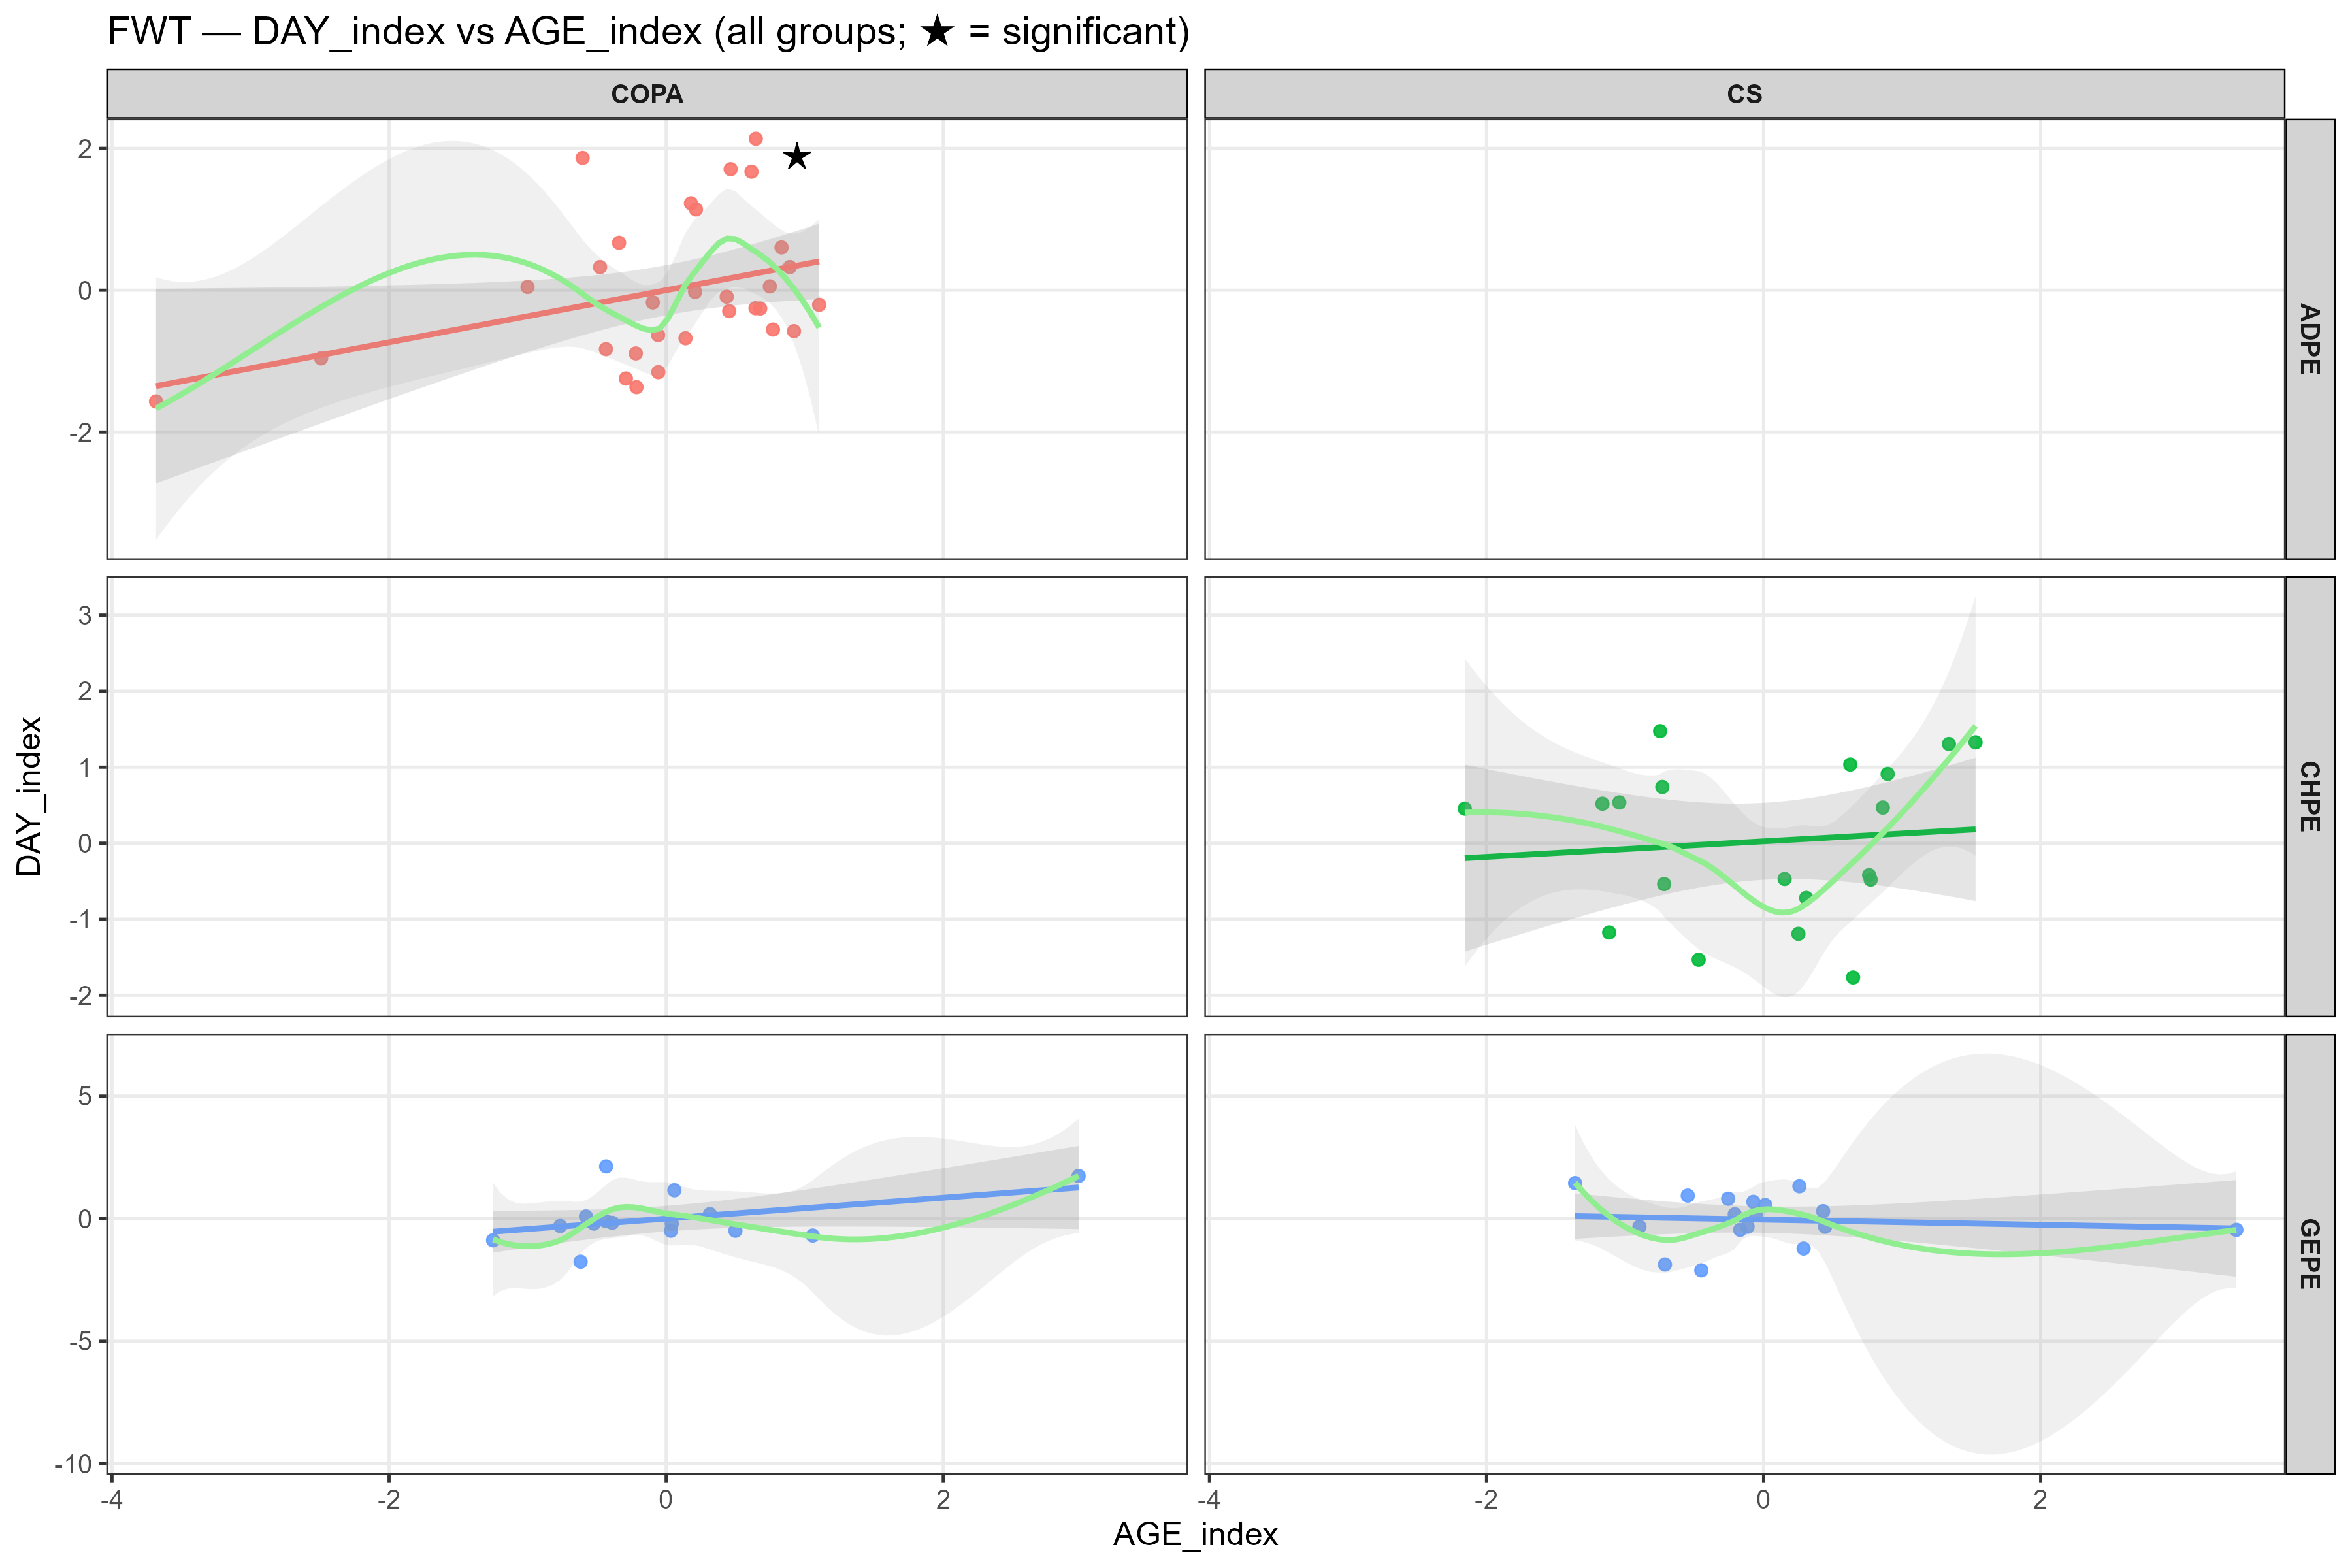 FWT — DAY_index vs AGE_index (all groups; ★ = significant)
COPA
CS
2
0
-2
ADPE
3
2
1
0
-1
-2
CHPE
DAY_index
5
0
-5
-10
GEPE
-4
-2
0
2
-4
-2
0
2
AGE_index